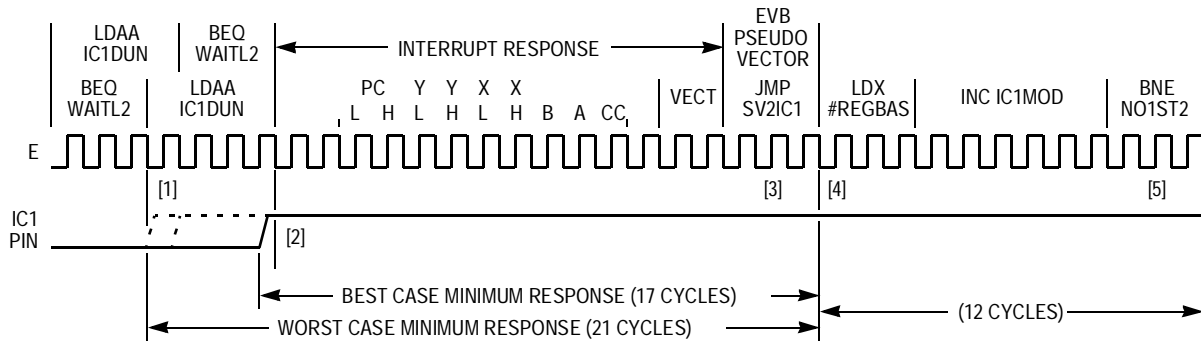 LDAA
IC1DUN
BEQ
WAITL2
INTERRUPT RESPONSE
EVB
PSEUDO
VECTOR
BEQ
WAITL2
LDAA
IC1DUN
PC Y Y X X
L H L H L H B A CC
VECT
JMP
SV2IC1
LDX
#REGBAS
INC IC1MOD
BNE
NO1ST2
E
[1]
[3]
[4]
[5]
IC1
PIN
[2]
BEST CASE MINIMUM RESPONSE (17 CYCLES)
(12 CYCLES)
WORST CASE MINIMUM RESPONSE (21 CYCLES)